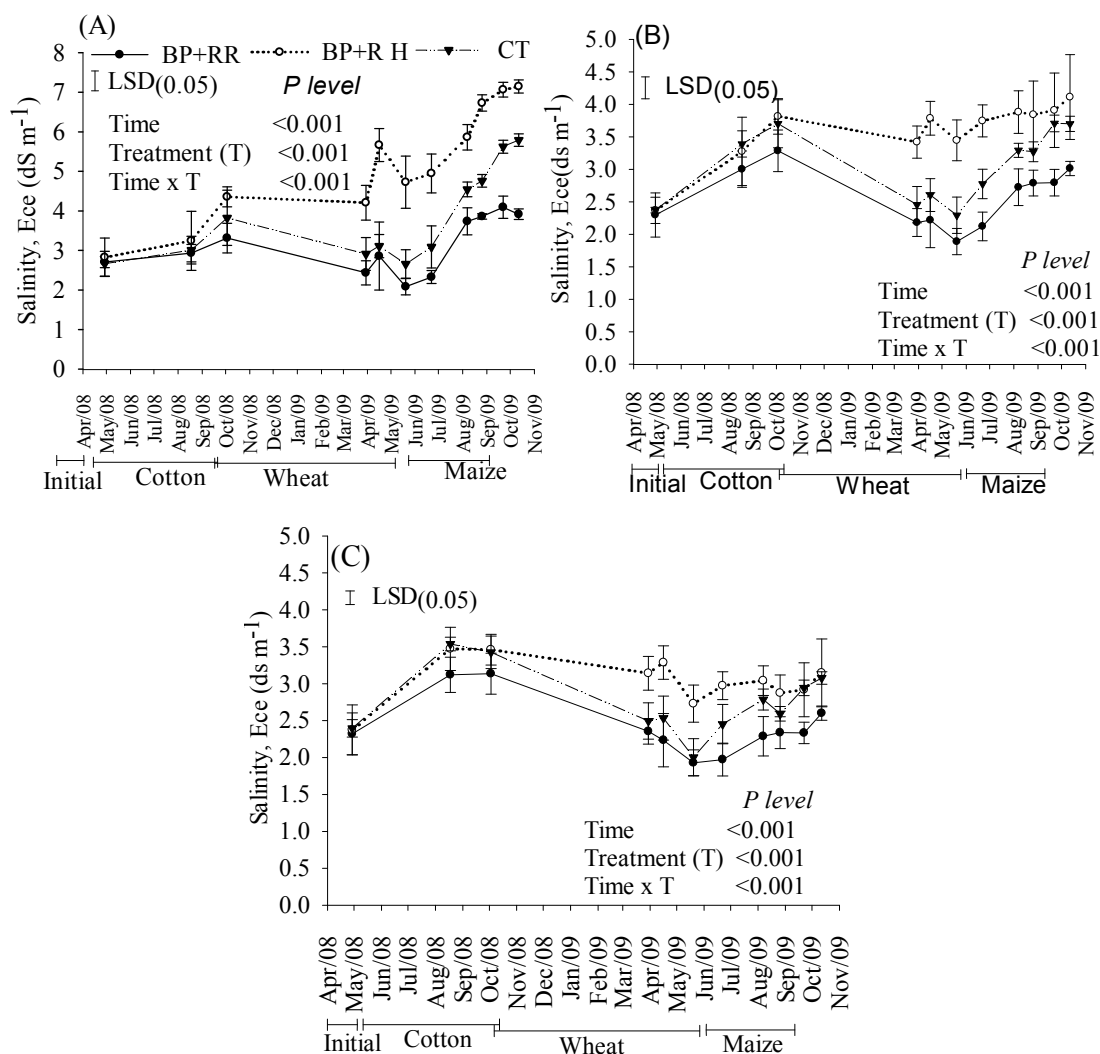 (A)
BP+RR BP+R H CT
LSD(0.05) P level
Time <0.001
Treatment (T) <0.001
Time x T <0.001
Salinity, Ece (dS m-1)
8
7
6
5
4
3
2
1
0
Apr/08 May/08 Jun/08 Jul/08 Aug/08 Sep/08 Oct/08 Nov/08 Dec/08 Jan/09 Feb/09 Mar/09 Apr/09 May/09 Jun/09 Jul/09 Aug/09 Sep/09 Oct/09 Nov/09
Initial Cotton Wheat Maize
(B)
LSD(0.05)
Salinity, Ece(ds m-1)
5.0
4.5
4.0
3.5
3.0
2.5
2.0
1.5
1.0
0.5
0.0
P level
Time <0.001
Treatment (T) <0.001
Time x T <0.001
Apr/08 May/08 Jun/08 Jul/08 Aug/08 Sep/08 Oct/08 Nov/08 Dec/08 Jan/09 Feb/09 Mar/09 Apr/09 May/09 Jun/09 Jul/09 Aug/09 Sep/09 Oct/09 Nov/09
Initial Cotton Wheat Maize
(C)
LSD(0.05)
Salinity, Ece (ds m-1)
5.0
4.5
4.0
3.5
3.0
2.5
2.0
1.5
1.0
0.5
0.0
P level
Time <0.001
Treatment (T) <0.001
Time x T <0.001
Apr/08 May/08 Jun/08 Jul/08 Aug/08 Sep/08 Oct/08 Nov/08 Dec/08 Jan/09 Feb/09 Mar/09 Apr/09 May/09 Jun/09 Jul/09 Aug/09 Sep/09 Oct/09 Nov/09
Initial Cotton Wheat Maize